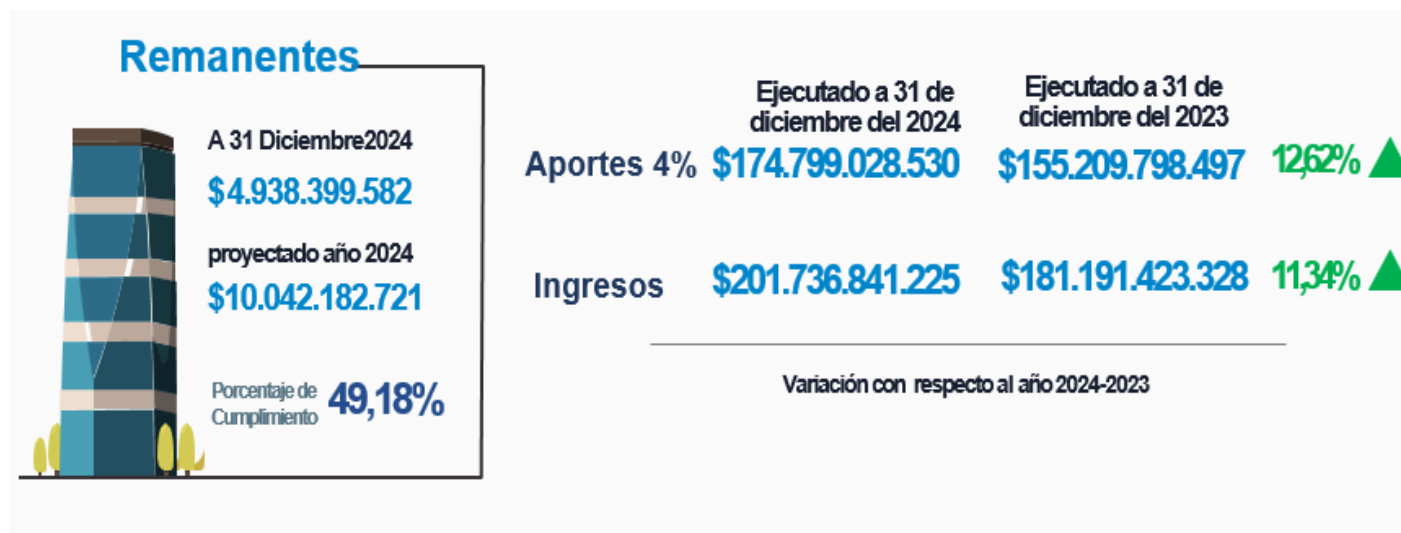 Remanentes
A 31 Diciembre2024
$4.938.399.582
proyectado año 2024
$10.042.182.721
Porcentaje de
Cumplimiento
49,18%
Ejecutado a 31 de
diciembre del 2024
Ejecutado a 31 de
diciembre del 2023
Aportes 4% $174.799.028.530 $155.209.798.497 12,62%
Ingresos $201.736.841.225 $181.191.423.328 11,34%
Variación con respecto al año 2024-2023